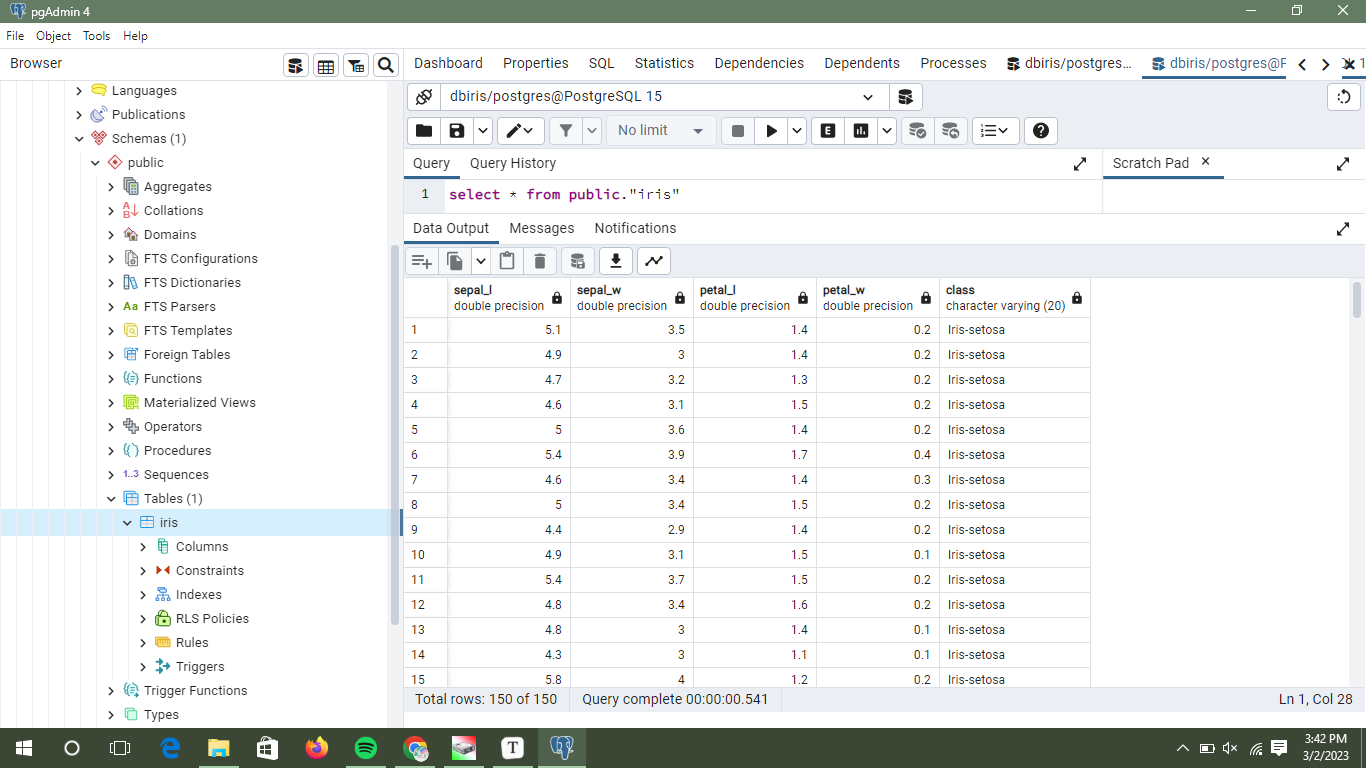 pgAdmin 4
File Object Tools Help
Browser
Dashboard Properties SQL Statistics Dependencies Dependents Processes dbiris/postgres... dbiris/postgres@P
Languages
Publications
Schemas (1)
public
Aggregates
Collations
Domains
FTS Configurations
FTS Dictionaries
Aa FTS Parsers
FTS Templates
Foreign Tables
Functions
Materialized Views
Operators
Procedures
1..3 Sequences
Tables (1)
iris
Columns
Constraints
Indexes
RLS Policies
Rules
Triggers
Trigger Functions
Types
dbiris/postgres@PostgreSQL 15
No limit E
Query Query History Scratch Pad
1 select * from public."iris"
Data Output Messages Notifications
sepal_l sepal_w petal_l petal_w class
double precision double precision double precision double precision character varying (20)
1 5.1 3.5 1.4 0.2 Iris-setosa
2 4.9 3 1.4 0.2 Iris-setosa
3 4.7 3.2 1.3 0.2 Iris-setosa
4 4.6 3.1 1.5 0.2 Iris-setosa
5 5 3.6 1.4 0.2 Iris-setosa
6 5.4 3.9 1.7 0.4 Iris-setosa
7 4.6 3.4 1.4 0.3 Iris-setosa
8 5 3.4 1.5 0.2 Iris-setosa
9 4.4 2.9 1.4 0.2 Iris-setosa
10 4.9 3.1 1.5 0.1 Iris-setosa
11 5.4 3.7 1.5 0.2 Iris-setosa
12 4.8 3.4 1.6 0.2 Iris-setosa
13 4.8 3 1.4 0.1 Iris-setosa
14 4.3 3 1.1 0.1 Iris-setosa
15 5.8 4 1.2 0.2 Iris-setosa
Total rows: 150 of 150 Query complete 00:00:00.541 Ln 1, Col 28
T
3:42 PM
3/2/2023